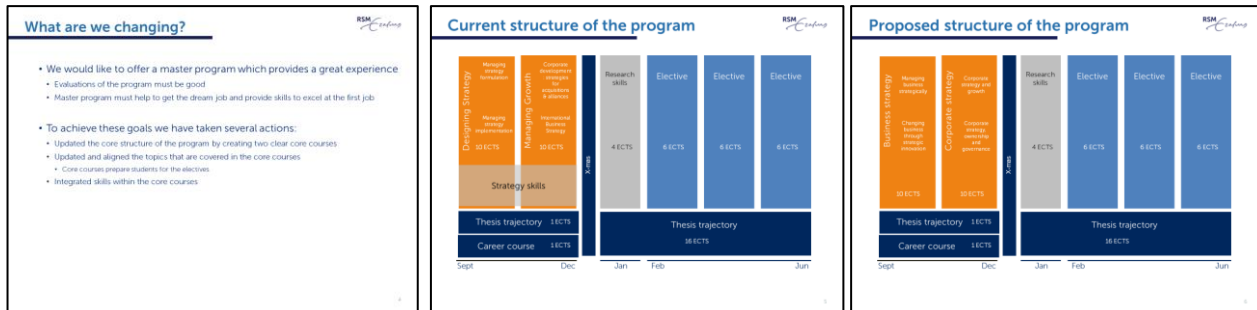 What are we changing?
RSM
Erasmus
• We would like to offer a master program which provides a great experience
• Evaluations of the program must be good
• Master program must help to get the dream job and provide skills to excel at the first job
• To achieve these goals we have taken several actions:
• Updated the core structure of the program by creating two clear core courses
• Updated and aligned the topics that are covered in the core courses
• Core courses prepare students for the electives
• Integrated skills within the core courses
4
Current structure of the program
RSM
Erasmus
Designing Strategy
Managing
strategy
formulation
Managing
strategy
implementation
10 ECTS
Managing Growth
Corporate
development
strategies
for
acquisitions
& alliances
International
Business
Strategy
10 ECTS
Strategy skills
Thesis trajectory 1 ECTS
Career course 1 ECTS
X-mas
Research
skills
4 ECTS
Elective
6 ECTS
Elective
6 ECTS
Elective
6 ECTS
Thesis trajectory
16 ECTS
Sept
Dec
Jan
Feb
Jun
5
Proposed structure of the program
RSM
Erasmus
Business strategy
Managing
business
strategically
Changing
business
through
strategic
innovation
10 ECTS
Corporate strategy
Corporate
strategy and
growth
Corporate
strategy,
ownership
and
governance
10 ECTS
Thesis trajectory 1 ECTS
Career course 1 ECTS
X-mas
Research
skills
4 ECTS
Elective
6 ECTS
Elective
6 ECTS
Elective
6 ECTS
Thesis trajectory
16 ECTS
Sept
Dec
Jan
Feb
Jun